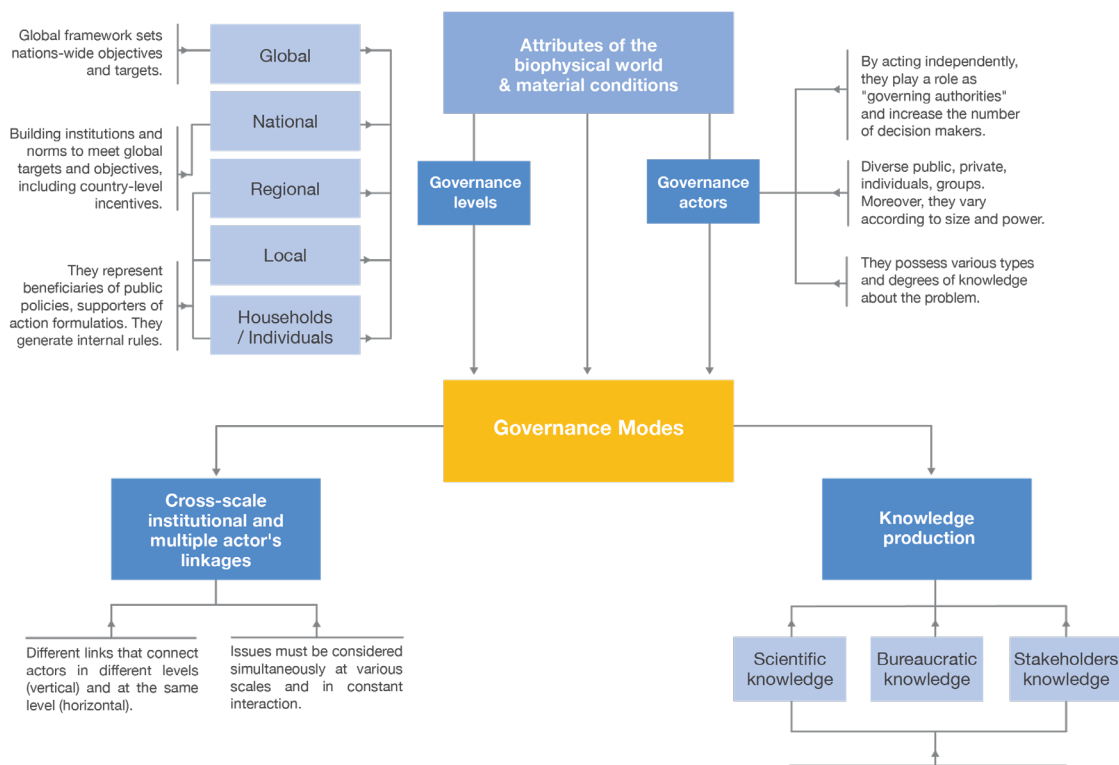 Global framework sets
nations-wide objectives
and targets.
Building institutions and
norms to meet global
targets and objectives,
including country-level
incentives.
They represent
beneficiaries of public
policies, supporters of
action formulatios. They
generate internal rules.
Global
National
Regional
Local
Households
/ Individuals
Attributes of the
biophysical world
& material conditions
Governance
levels
Governance
actors
By acting independently,
they play a role as
"governing authorities"
and increase the number
of decision makers.
Diverse public, private,
individuals, groups.
Moreover, they vary
according to size and power.
They possess various types
and degrees of knowledge
about the problem.
Governance Modes
Cross-scale
institutional and
multiple actor's
linkages
Different links that connect
actors in different levels
(vertical) and at the same
level (horizontal).
Issues must be considered
simultaneously at various
scales and in constant
interaction.
Knowledge
production
Scientific
knowledge
Bureaucratic
knowledge
Stakeholders
knowledge